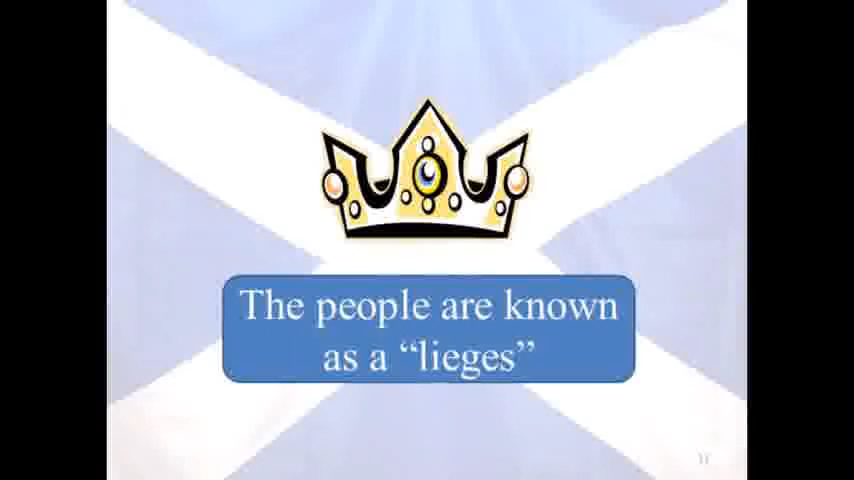 The people are known
as a “lieges”